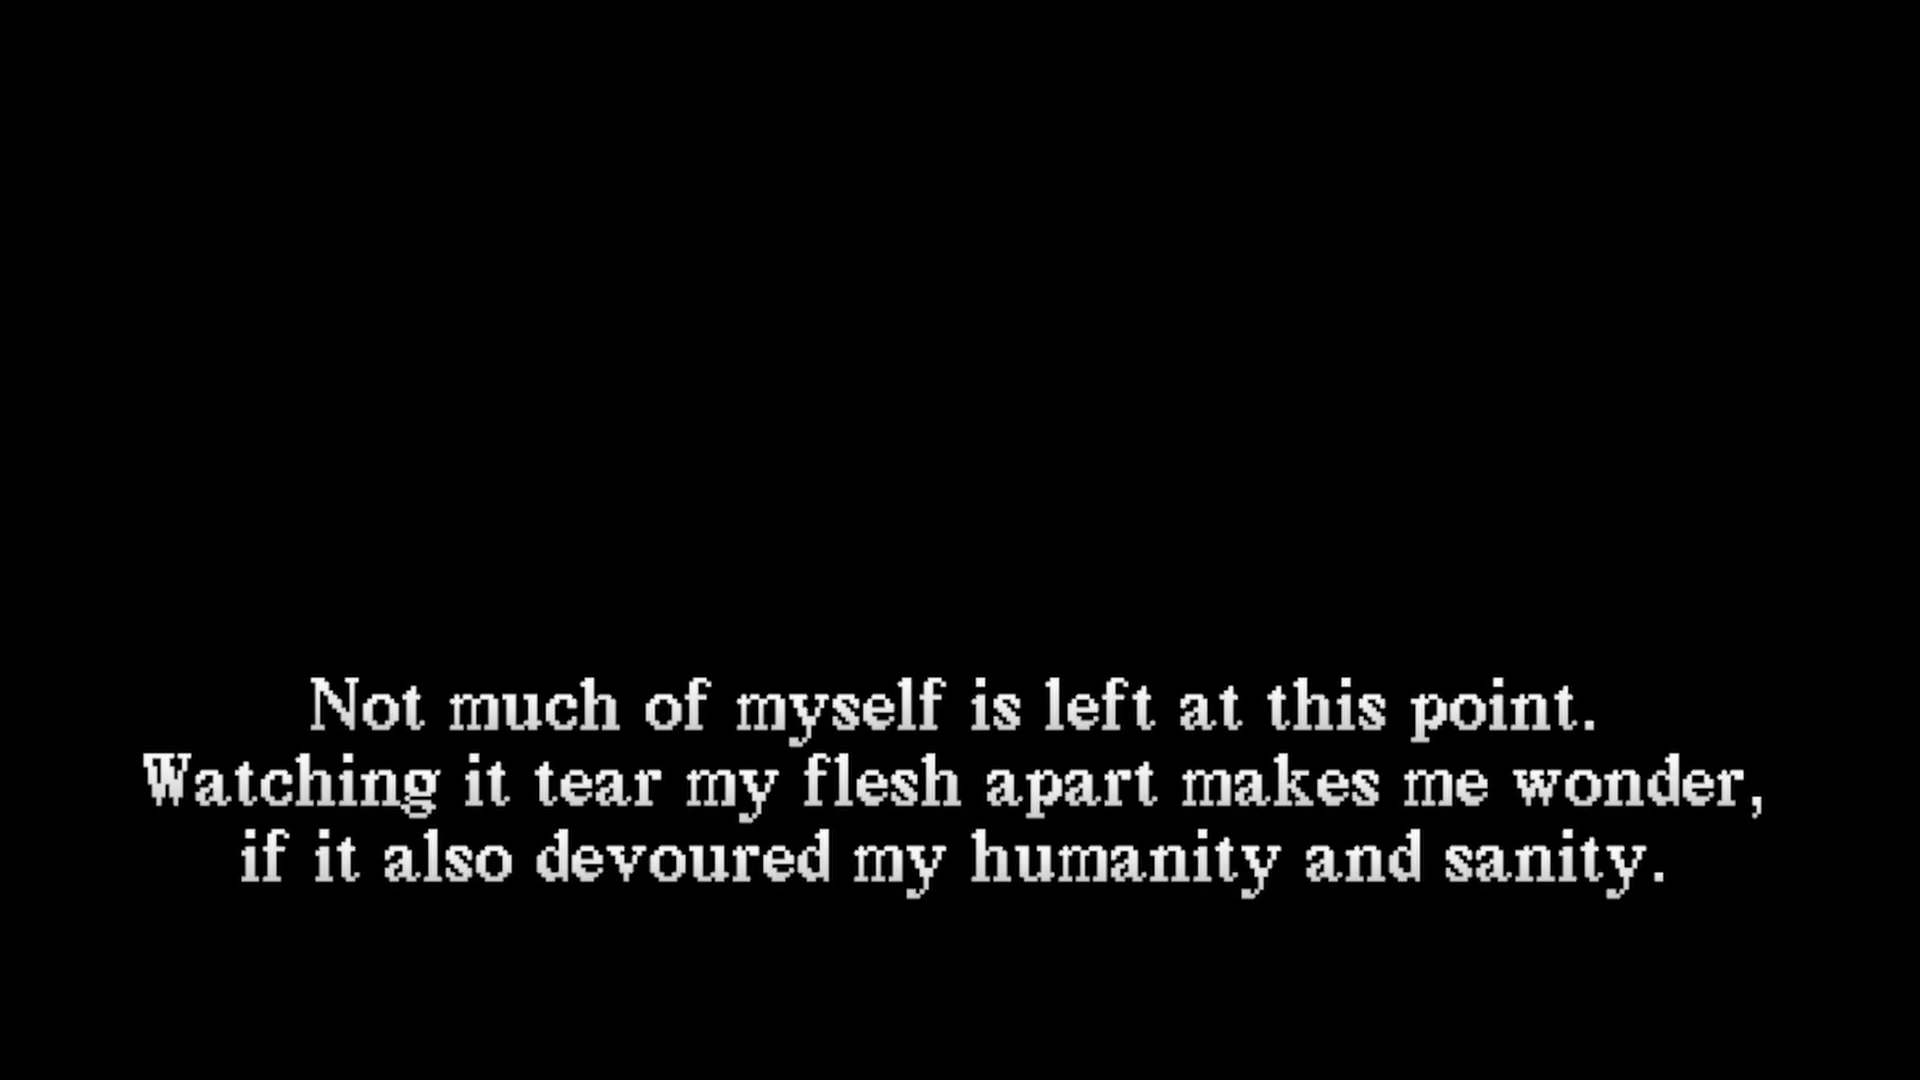 Not much of myself is left at this point.
Watching it tear my flesh apart makes me wonder,
if it also devoured my humanity and sanity.